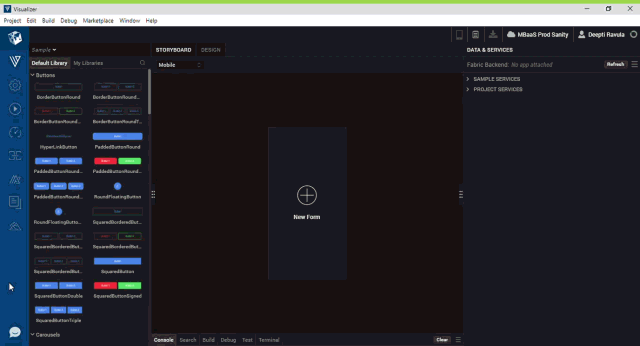 Visualizer
Project Edit Build Debug Marketplace Window Help
MBaaS Prod Sanity Deepti Ravula
Sample
STORYBOARD DESIGN
DATA & SERVICES
Default Library My Libraries
Mobile
Fabric Backend: No app attached Refresh
Buttons
SAMPLE SERVICES
PROJECT SERVICES
BorderButtonRound BorderButtonRound...
BorderButtonRound... BorderButtonRoundT...
HyperLinkButton PaddedButtonRound
PaddedButtonRound... PaddedButtonRound...
PaddedButtonRound... RoundFloatingButton
RoundFloatingButto... SquaredBorderedBut...
SquaredBorderedBut... SquaredBorderedBut...
SquaredBorderedBut... SquaredButton
SquaredButtonDouble SquaredButtonSigned
SquaredButtonTriple
Carousels
New Form
Console Search Build Debug Test Terminal Clear